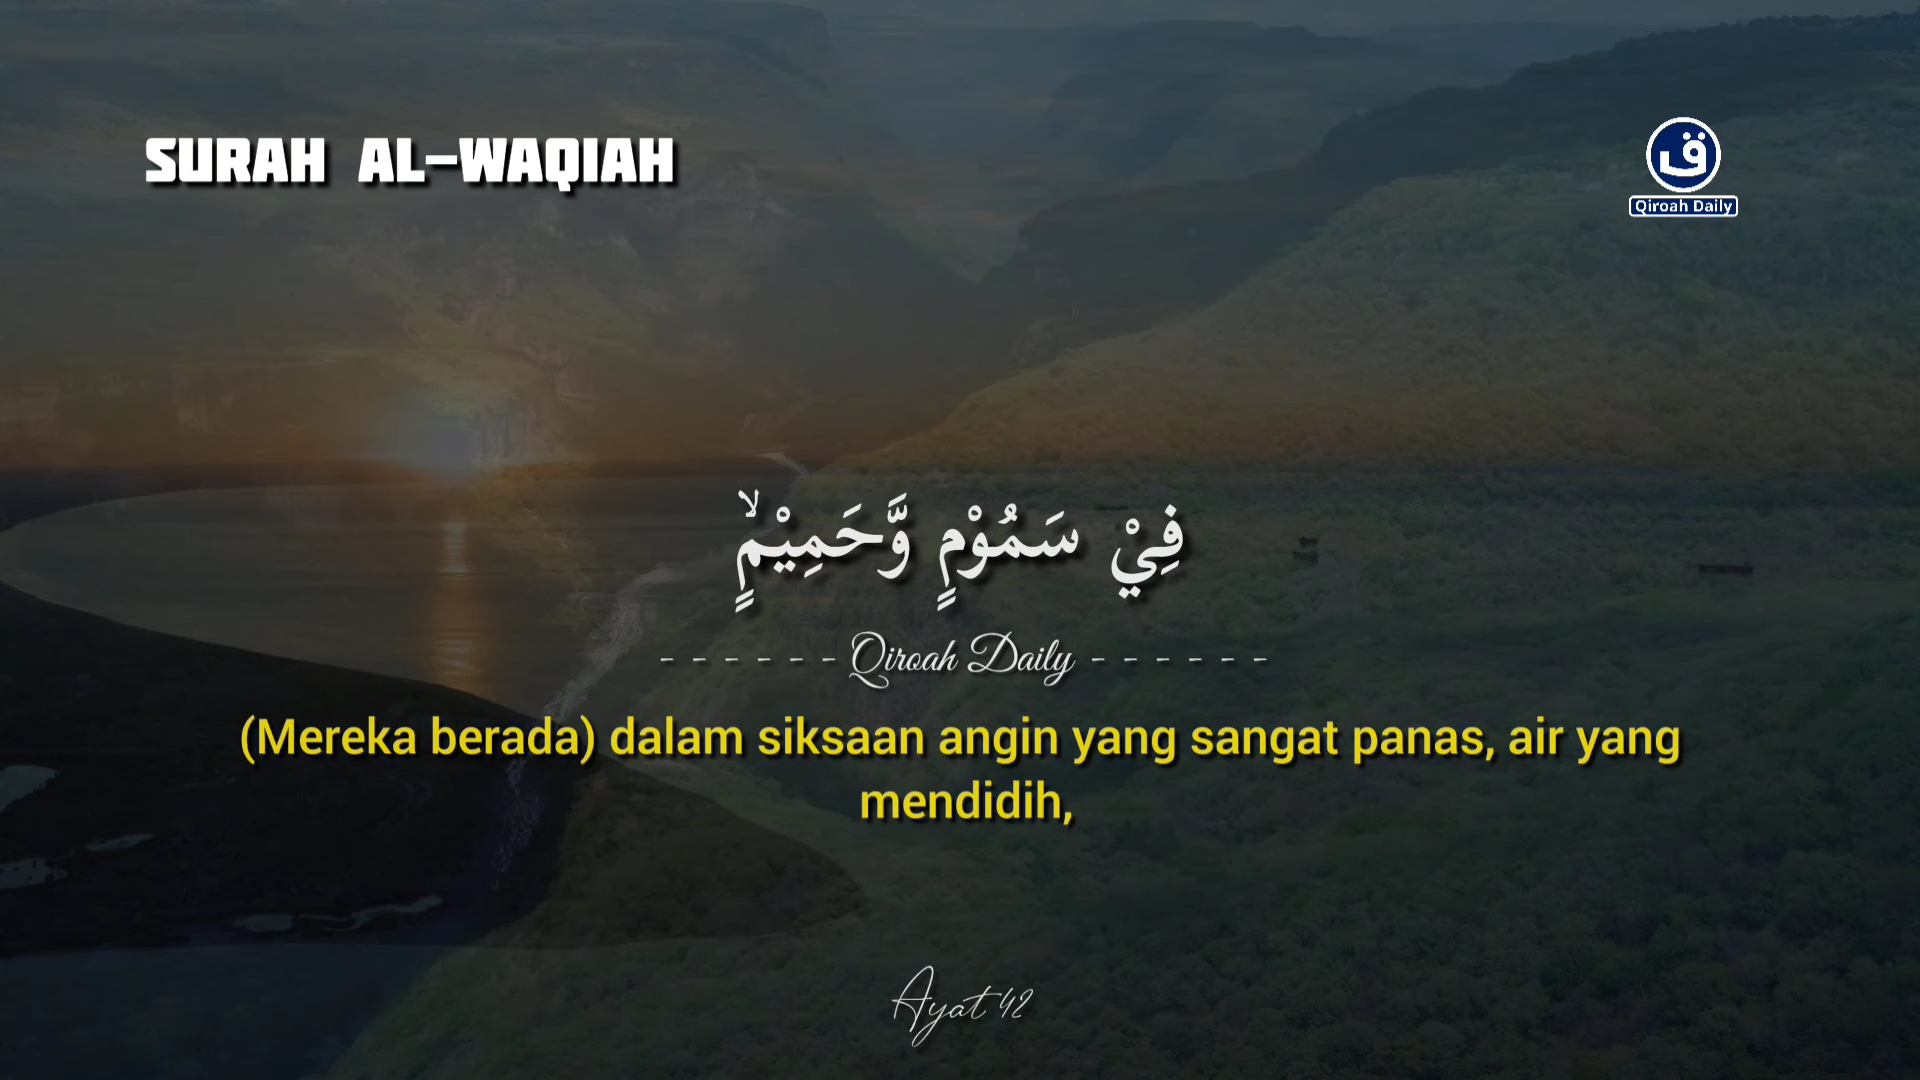 SURAH AL-WAQIAH
ق
Qiroah Daily
فِيْ سَمُوْمٍ وَّحَمِيْمٍۙ
------ Qiroah Daily ------
(Mereka berada) dalam siksaan angin yang sangat panas, air yang
mendidih,
Ayat 42